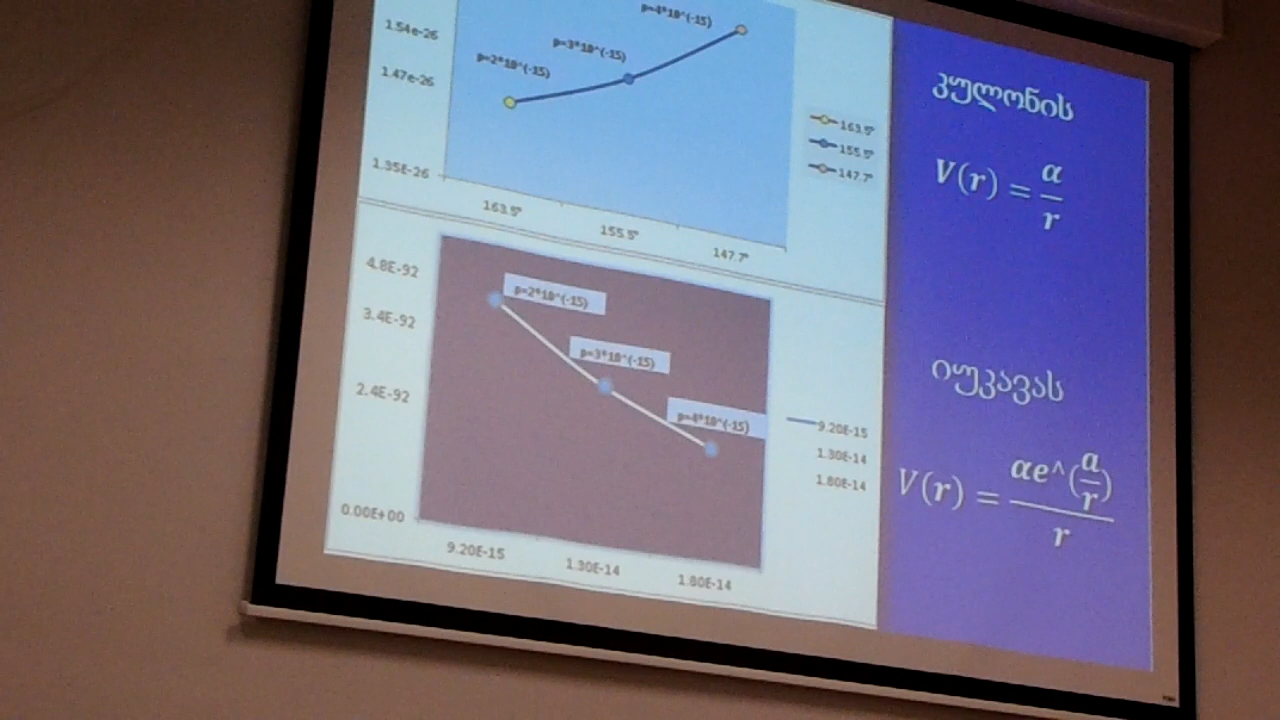 p=4*10^(-15)
1.54e-26
p=3*10^(-15)
p=2*10^(-15)
1.47e-26
1.35E-26
163.5°
155.5°
147.7°
163.5°
155.5°
147.7°
4.8E-92
3.4E-92
2.4E-92
0.00E+00
p=2*10^(-15)
p=3*10^(-15)
p=4*10^(-15)
9.20E-15
1.30E-14
1.80E-14
9.20E-15
1.30E-14
1.80E-14
კულონის
V(r) = α/r
იუკავას
V(r) = αe^(a/r)/r